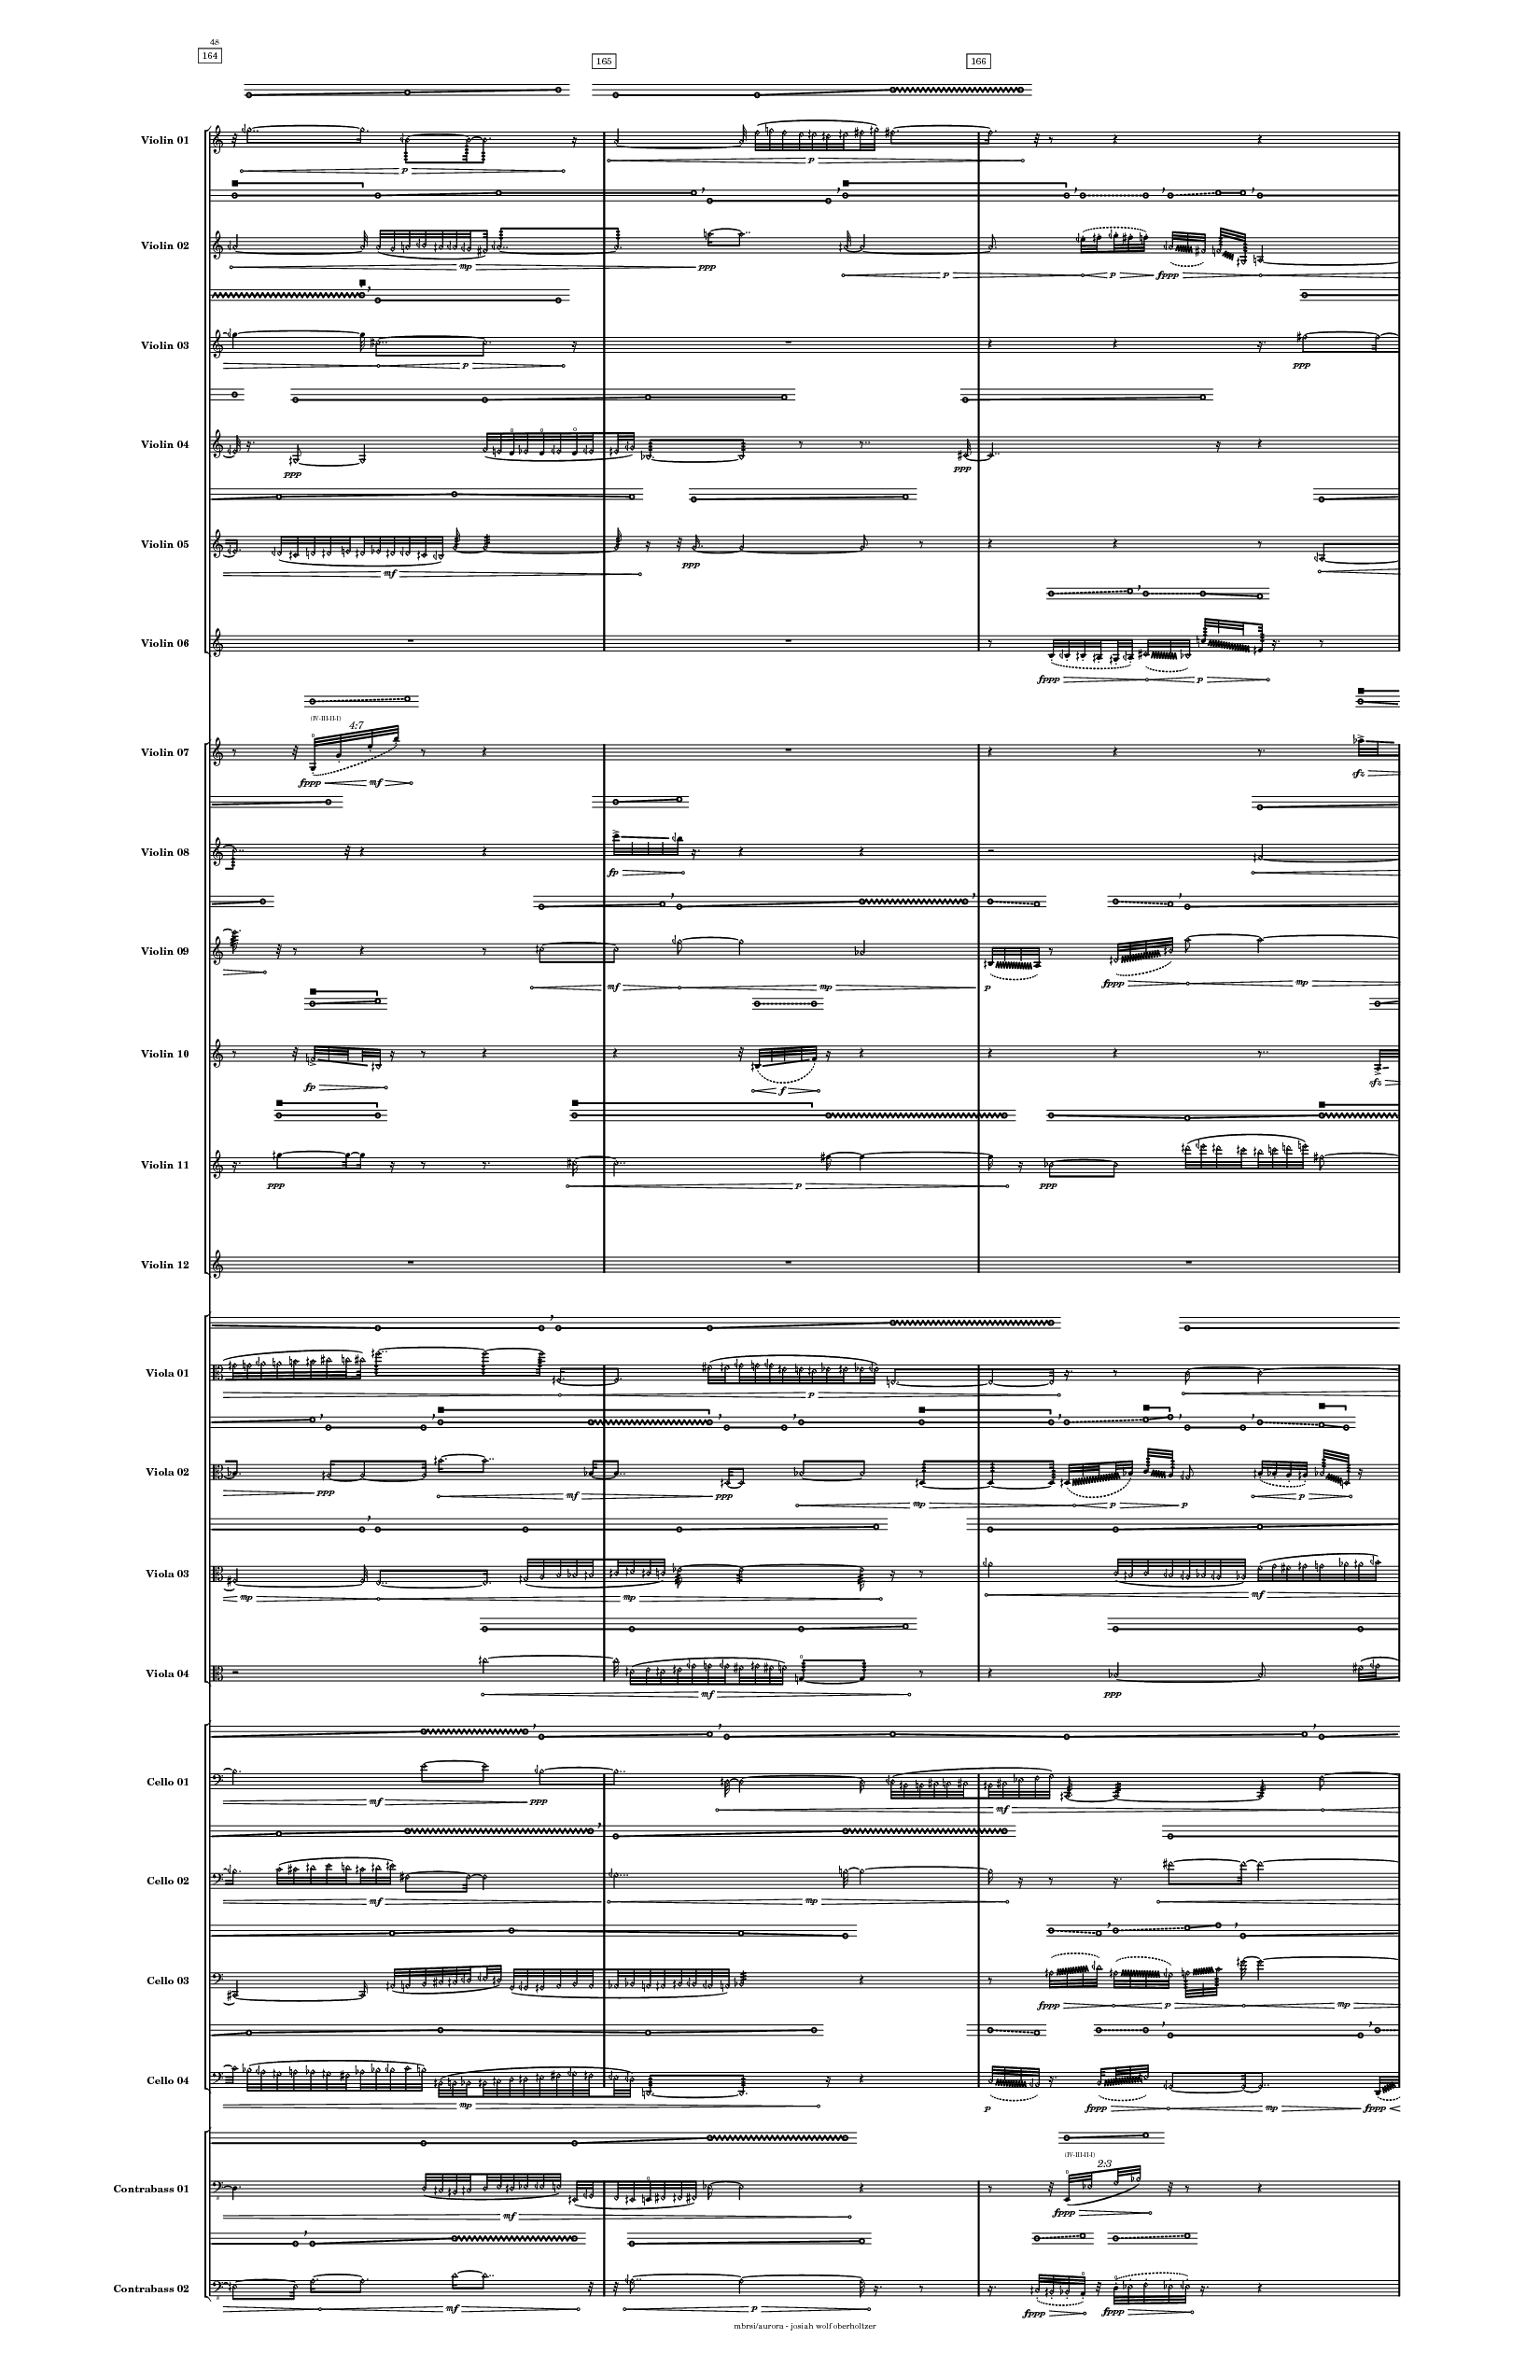 48
164
165
166
Violin 01
p
p
Violin 02
mp
ppp
p
p
fppp
Violin 03
p
ppp
Violin 04
ppp
ppp
Violin 05
mf
ppp
Violin 06
fppp
p
(IV-III-II-I)
4:7
Violin 07
fppp
mf
sfz
Violin 08
fp
Violin 09
mf
mp
p
fppp
mp
Violin 10
fp
f
sfz
Violin 11
ppp
p
ppp
Violin 12
Viola 01
p
Viola 02
ppp
mf
ppp
mp
p
p
p
Viola 03
mp
mp
mf
Viola 04
mf
ppp
Cello 01
mf
ppp
mf
Cello 02
mf
mp
Cello 03
fppp
p
mp
Cello 04
mp
p
fppp
mp
fppp
(IV-III-II-I)
2:3
Contrabass 01
mf
fppp
Contrabass 02
mf
p
fppp
fppp
mbrsi/aurora - josiah wolf oberholtzer